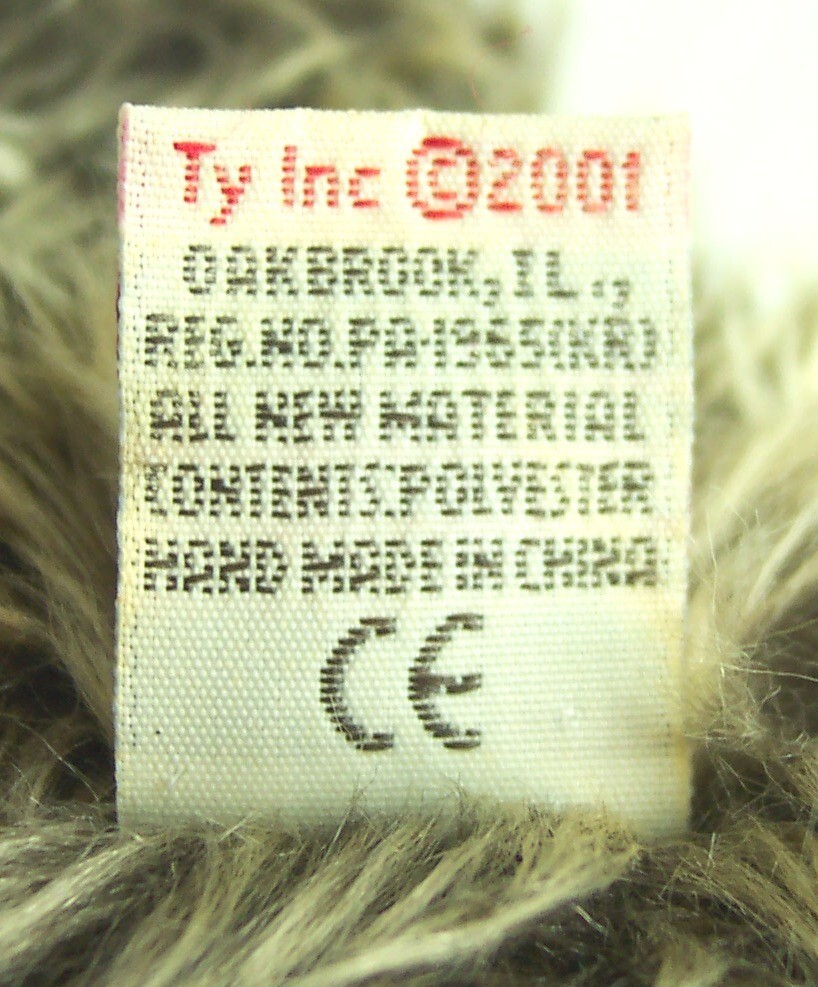 Ty Inc ©2001
OAKBROOK, IL.,
REG.NO.PA-1965(KR)
ALL NEW MATERIAL
CONTENTS:POLYESTER
HAND MADE IN CHINA
CE